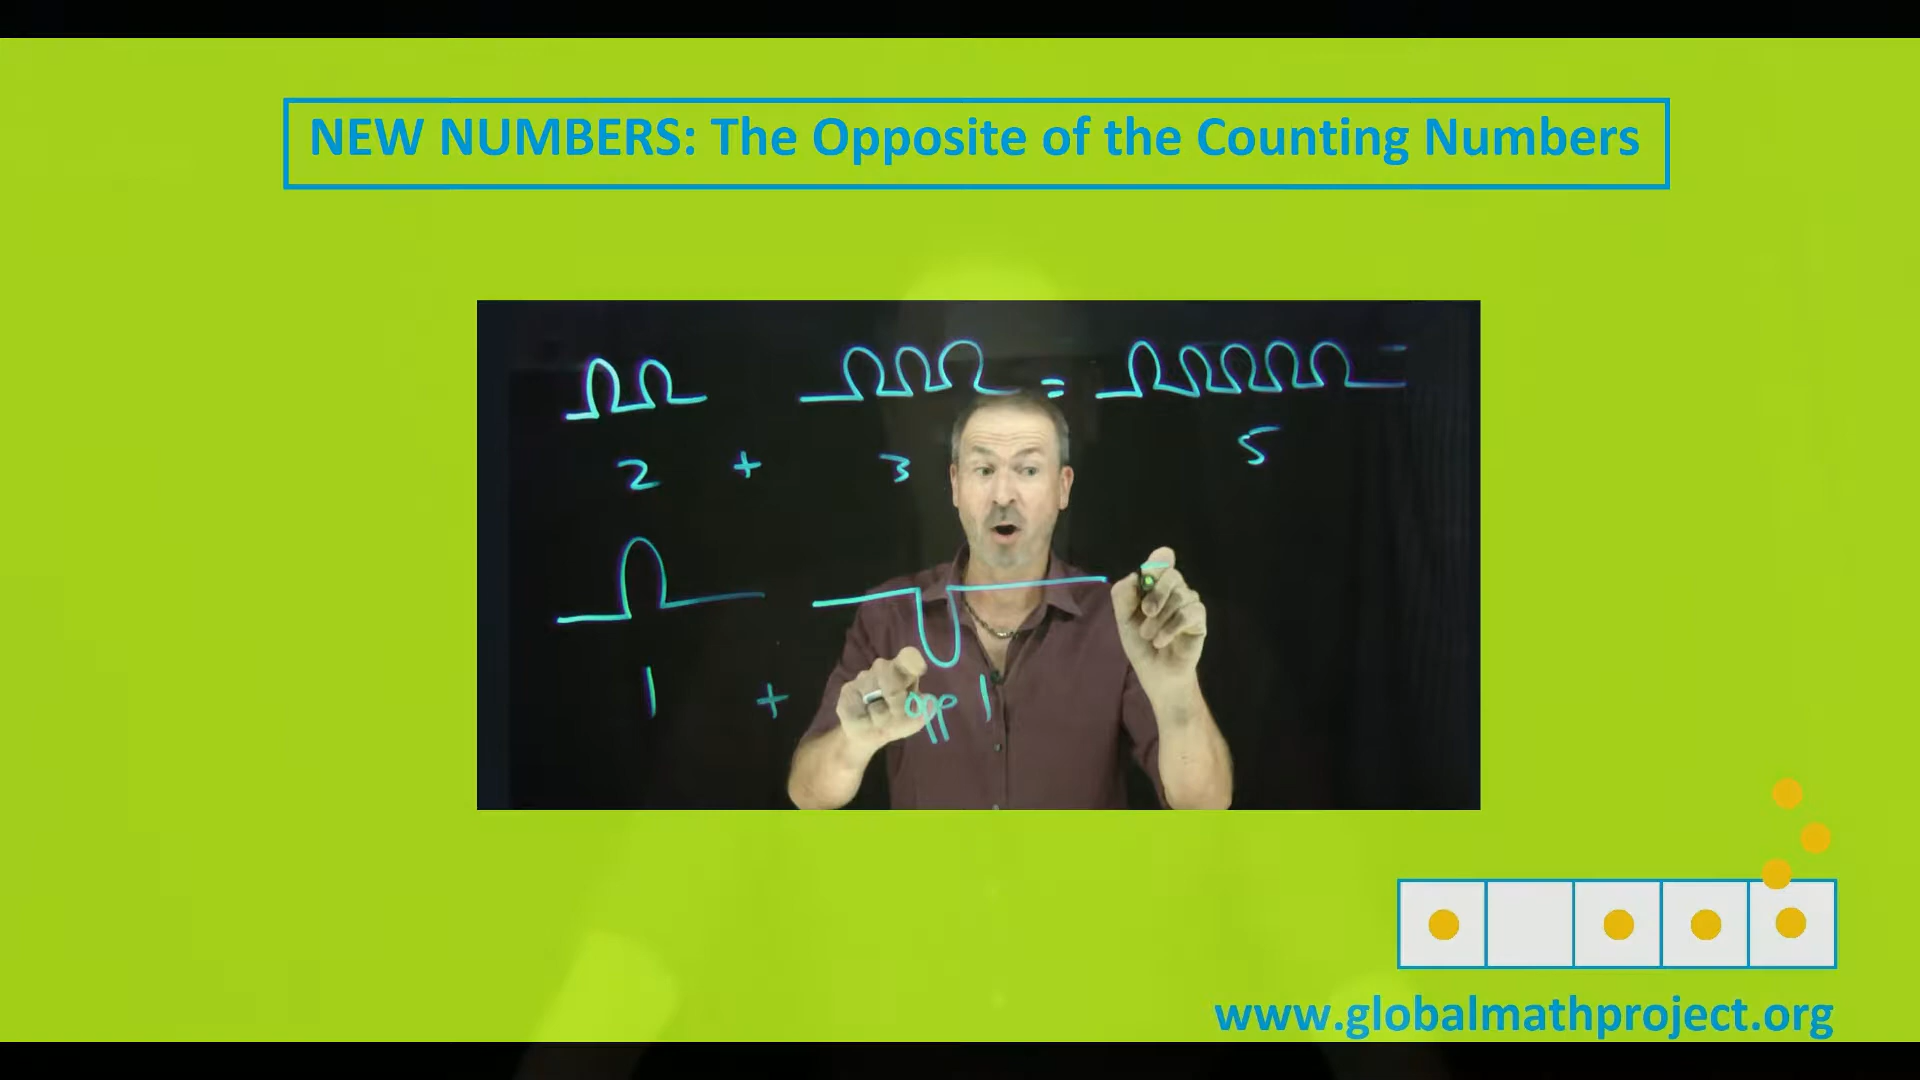 NEW NUMBERS: The Opposite of the Counting Numbers
=
2 + 3 5
1 + opp 1
www.globalmathproject.org